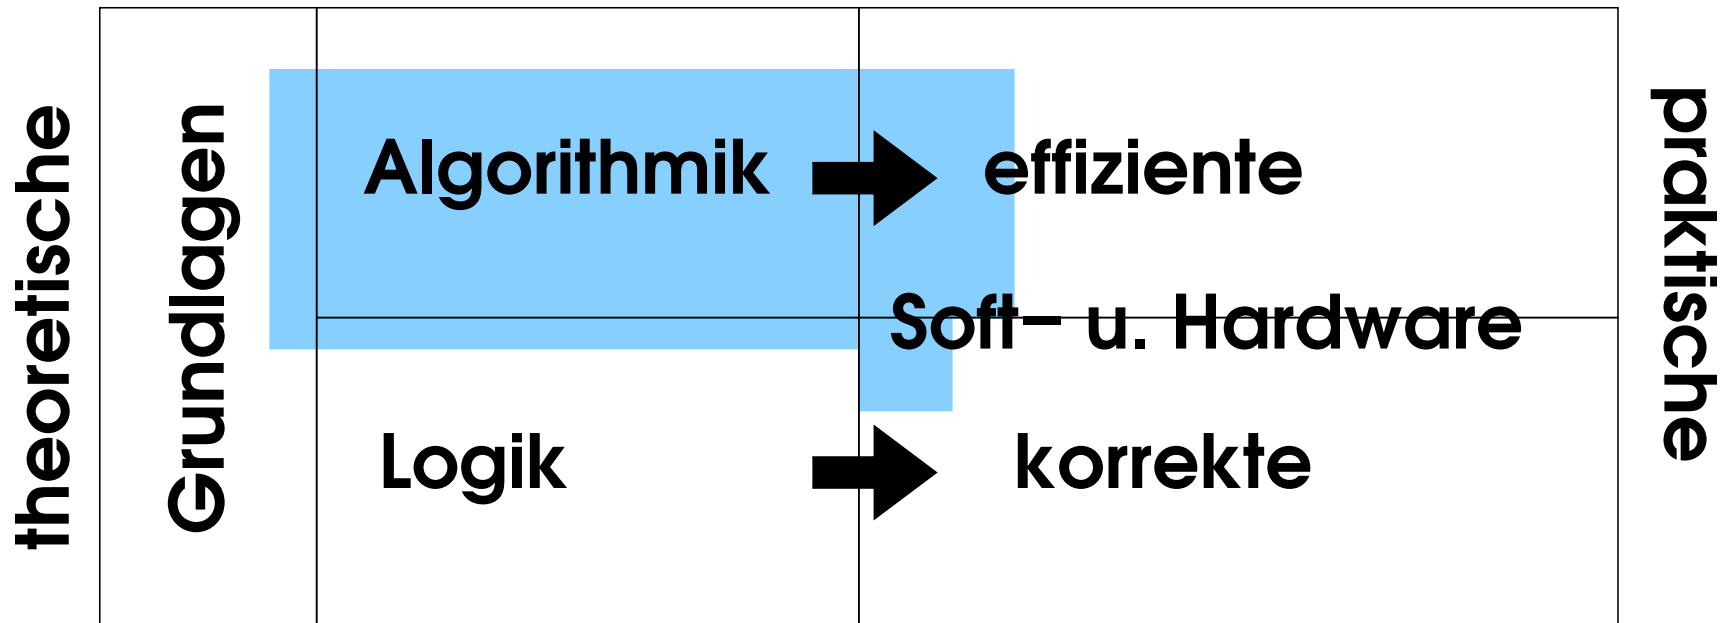 theoretische
Grundlagen
Algorithmik
effiziente
Soft- u. Hardware
Logik
korrekte
praktische